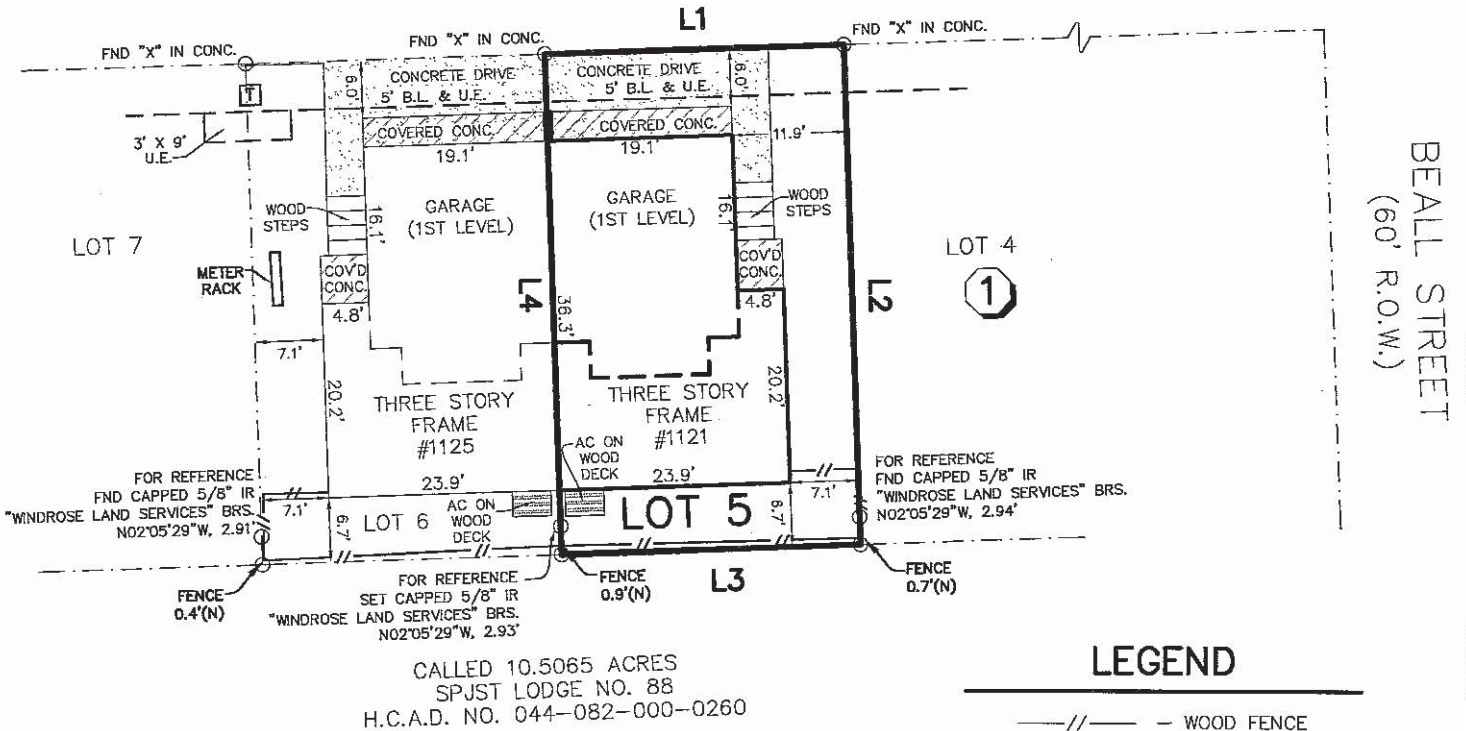 L1
FND "X" IN CONC.
FND "X" IN CONC.
FND "X" IN CONC.
CONCRETE DRIVE
5' B.L. & U.E.
CONCRETE DRIVE
5' B.L. & U.E.
6.0'
6.0'
T
3' X 9'
U.E.
COVERED CONC.
COVERED CONC.
19.1'
19.1'
11.9'
WOOD
STEPS
16.1'
GARAGE
(1ST LEVEL)
GARAGE
(1ST LEVEL)
16.1'
WOOD
STEPS
LOT 7
LOT 4
1
BEALL STREET
(60' R.O.W.)
METER
RACK
COV'D
CONC.
4.8'
COV'D
CONC.
4.8'
L4
36.3'
L2
7.1'
20.2'
THREE STORY
FRAME
#1125
23.9'
THREE STORY
FRAME
#1121
23.9'
20.2'
AC ON
WOOD
DECK
FOR REFERENCE
FND CAPPED 5/8" IR
"WINDROSE LAND SERVICES" BRS.
N02°05'29"W, 2.91'
FOR REFERENCE
FND CAPPED 5/8" IR
"WINDROSE LAND SERVICES" BRS.
N02°05'29"W, 2.94'
7.1'
6.7'
LOT 6
AC ON
WOOD
DECK
LOT 5
6.7'
7.1'
FENCE
0.4'(N)
FOR REFERENCE
SET CAPPED 5/8" IR
"WINDROSE LAND SERVICES" BRS.
N02°05'29"W, 2.93'
FENCE
0.9'(N)
L3
FENCE
0.7'(N)
CALLED 10.5065 ACRES
SPJST LODGE NO. 88
H.C.A.D. NO. 044-082-000-0260
LEGEND
—//— – WOOD FENCE